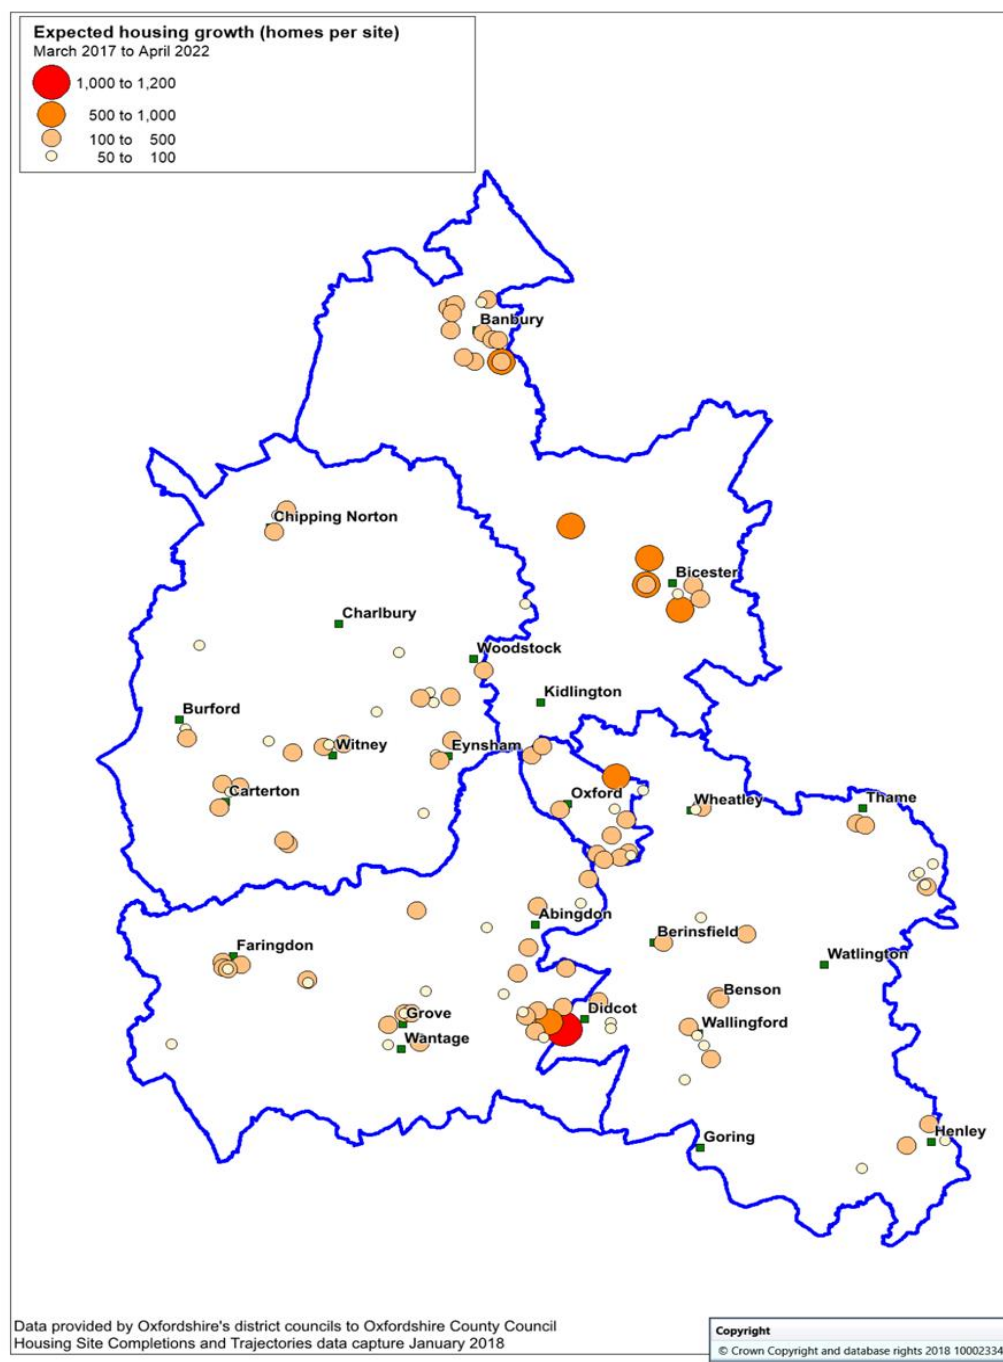 Expected housing growth (homes per site)
March 2017 to April 2022
1,000 to 1,200
500 to 1,000
100 to 500
50 to 100
Banbury
Chipping Norton
Bicester
Charlbury
Woodstock
Kidlington
Burford
Witney
Eynsham
Carterton
Oxford
Wheatley
Thame
Abingdon
Berinsfield
Faringdon
Watlington
Benson
Grove
Didcot
Wallingford
Wantage
Goring
Henley
Data provided by Oxfordshire's district councils to Oxfordshire County Council
Housing Site Completions and Trajectories data capture January 2018
Copyright
© Crown Copyright and database rights 2018 10002334